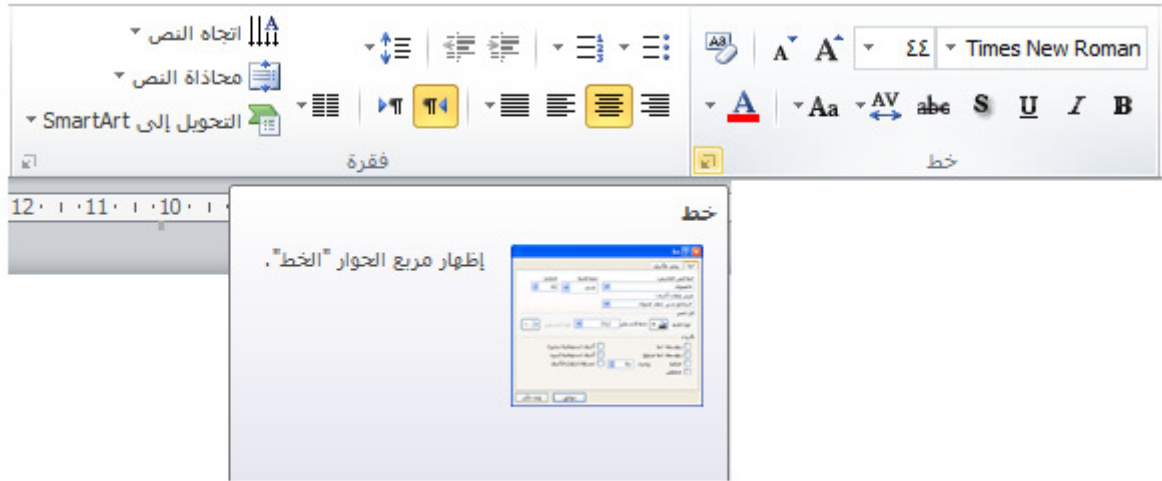 Times New Roman ٤٤
اتجاه النص
محاذاة النص
التحويل إلى SmartArt
B I U S abc AV Aa A
خط
فقرة
12 11 10
خط
إظهار مربع الحوار "الخط".